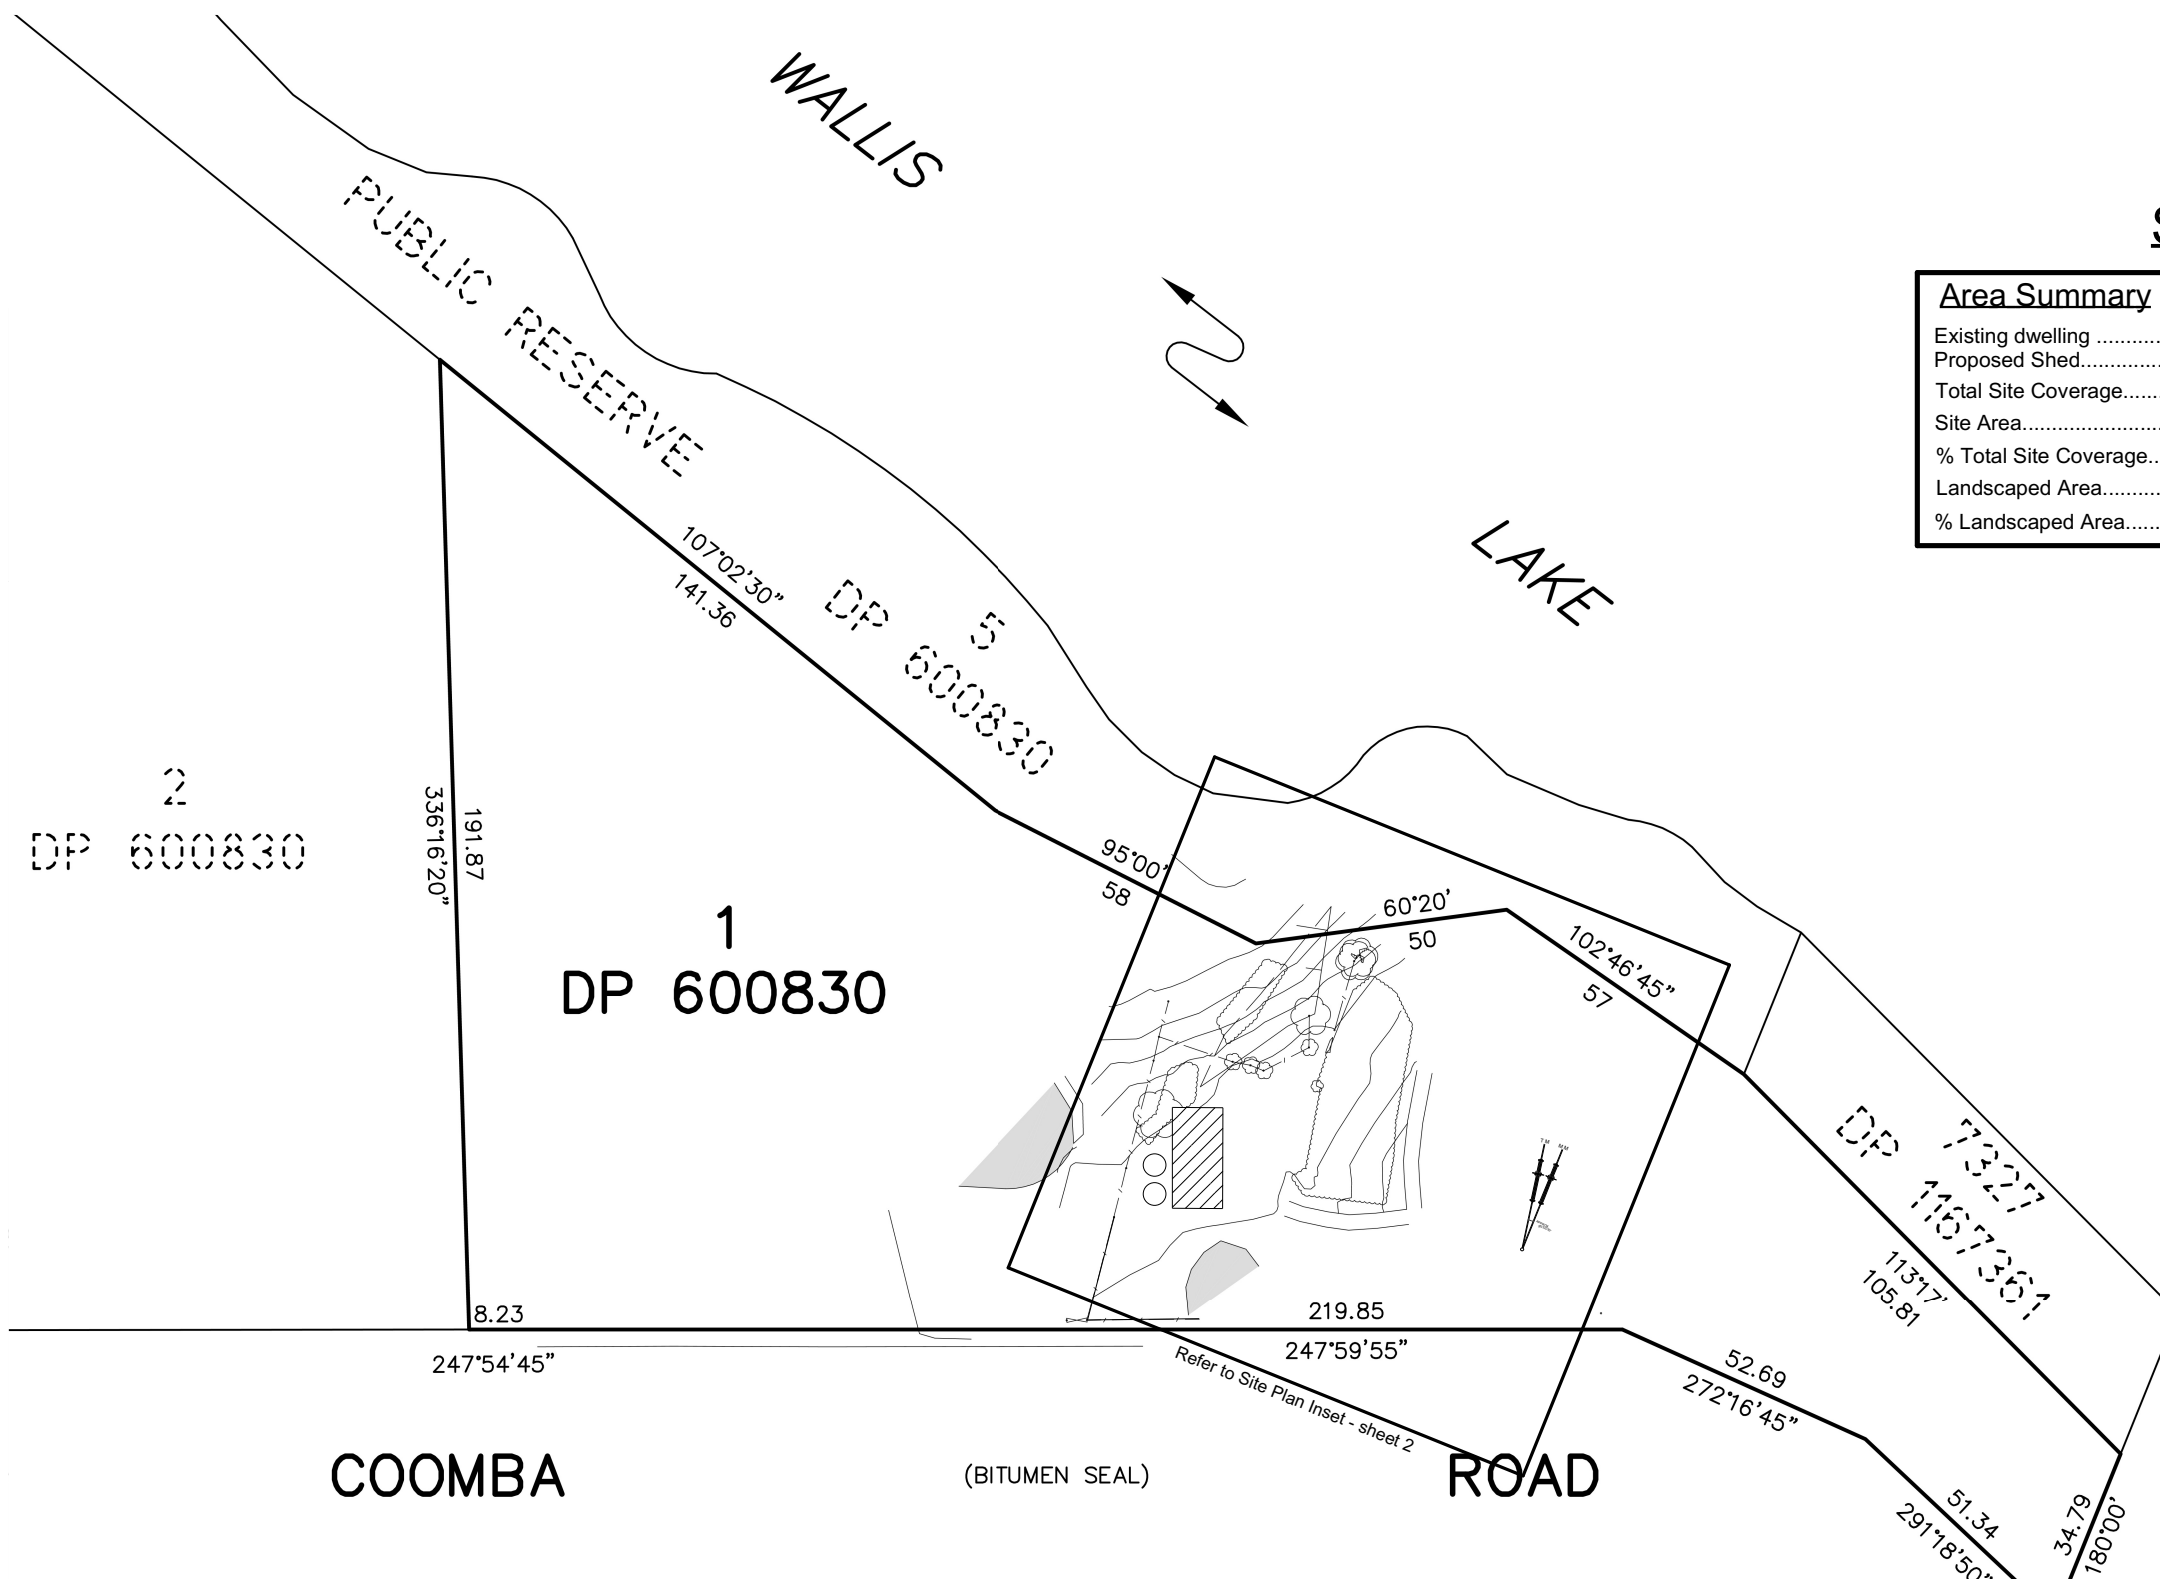 WALLIS
PUBLIC RESERVE
S
Area Summary
Existing dwelling ...........
Proposed Shed..............
Total Site Coverage.......
Site Area.......................
% Total Site Coverage..
Landscaped Area..........
% Landscaped Area......
LAKE
107°02'30"
141.36
5
DP 600830
2
DP 600830
336°16'20"
191.87
1
DP 600830
95°00'
58
60°20'
50
102°46'45"
57
7327
DP 1167361
113°17'
105.81
T M
M M
8.23
219.85
247°54'45"
247°59'55"
Refer to Site Plan Inset - sheet 2
52.69
272°16'45"
COOMBA
(BITUMEN SEAL)
ROAD
51.34
291°18'50"
34.79
180°00'